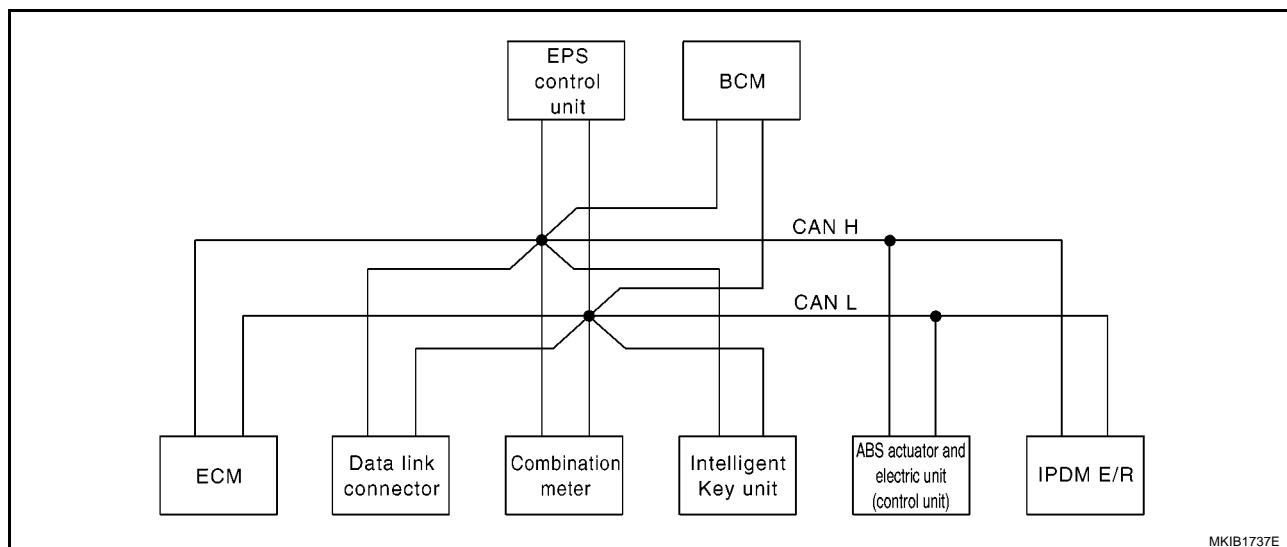 EPS
control
unit
BCM
CAN H
CAN L
ECM
Data link
connector
Combination
meter
Intelligent
Key unit
ABS actuator and
electric unit
(control unit)
IPDM E/R
MKIB1737E